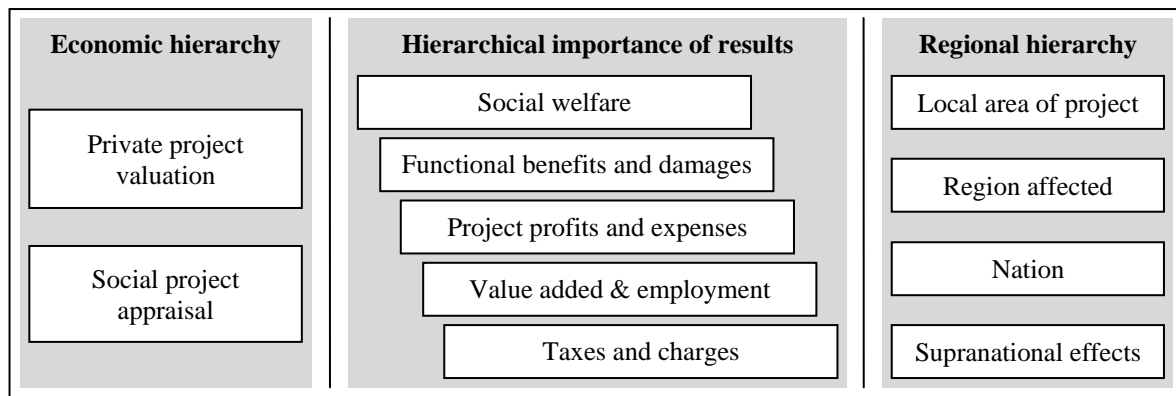 Economic hierarchy
Private project
valuation
Social project
appraisal
Hierarchical importance of results
Social welfare
Functional benefits and damages
Project profits and expenses
Value added & employment
Taxes and charges
Regional hierarchy
Local area of project
Region affected
Nation
Supranational effects